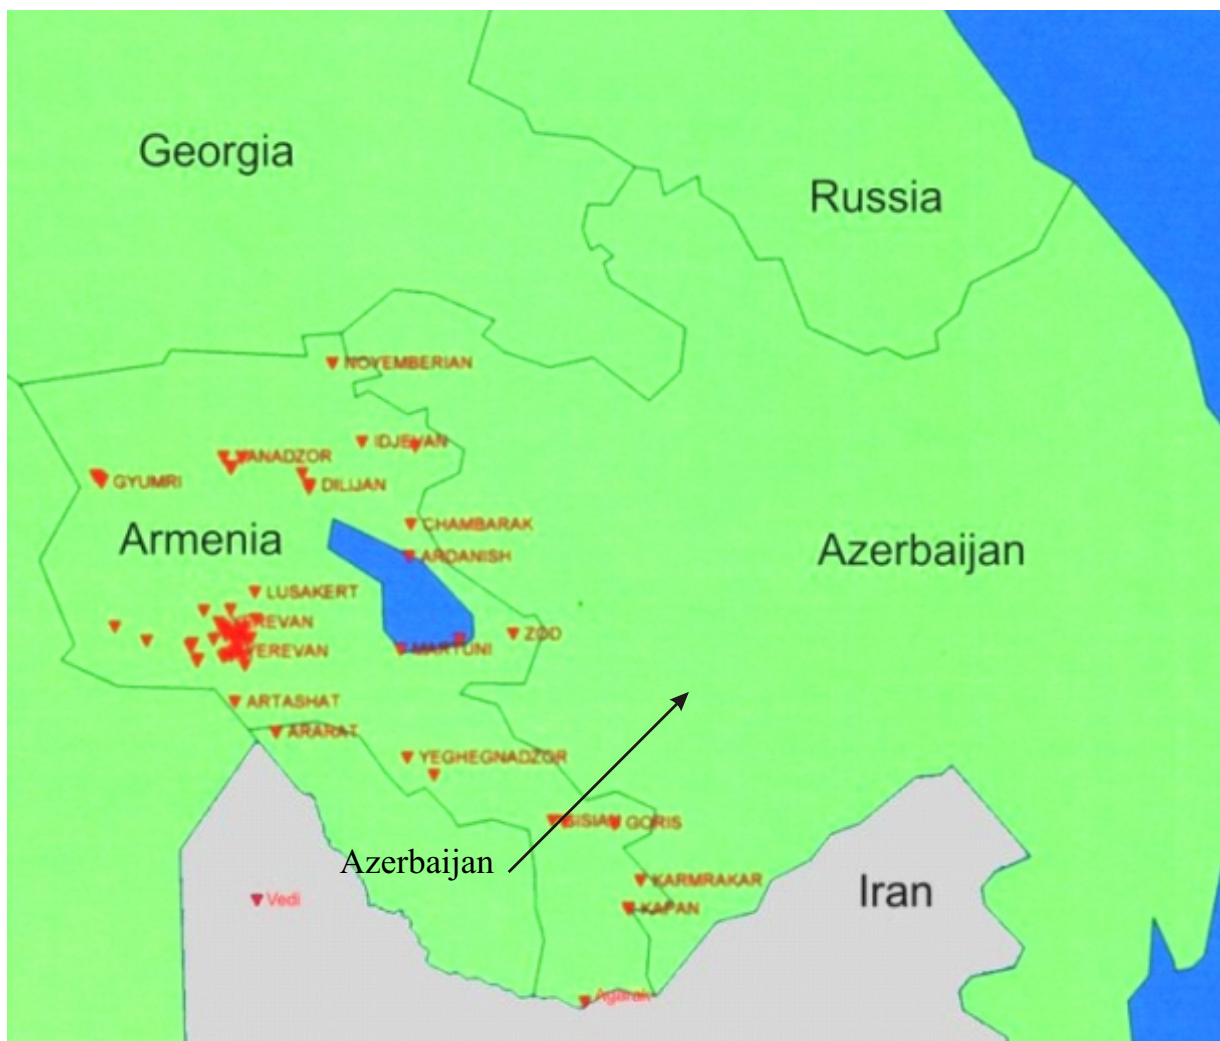 Georgia
Russia
NOYEMBERIAN
IDJEVAN
VANADZOR
GYUMRI
DILIJAN
CHAMBARAK
Armenia
Azerbaijan
ARDANISH
LUSAKERT
YEREVAN
ZOD
MARTUNI
YEREVAN
ARTASHAT
ARARAT
YEGHEGNADZOR
SISIAN
GORIS
Azerbaijan
KARMRAKAR
Iran
Vedi
KAPAN
Agarak